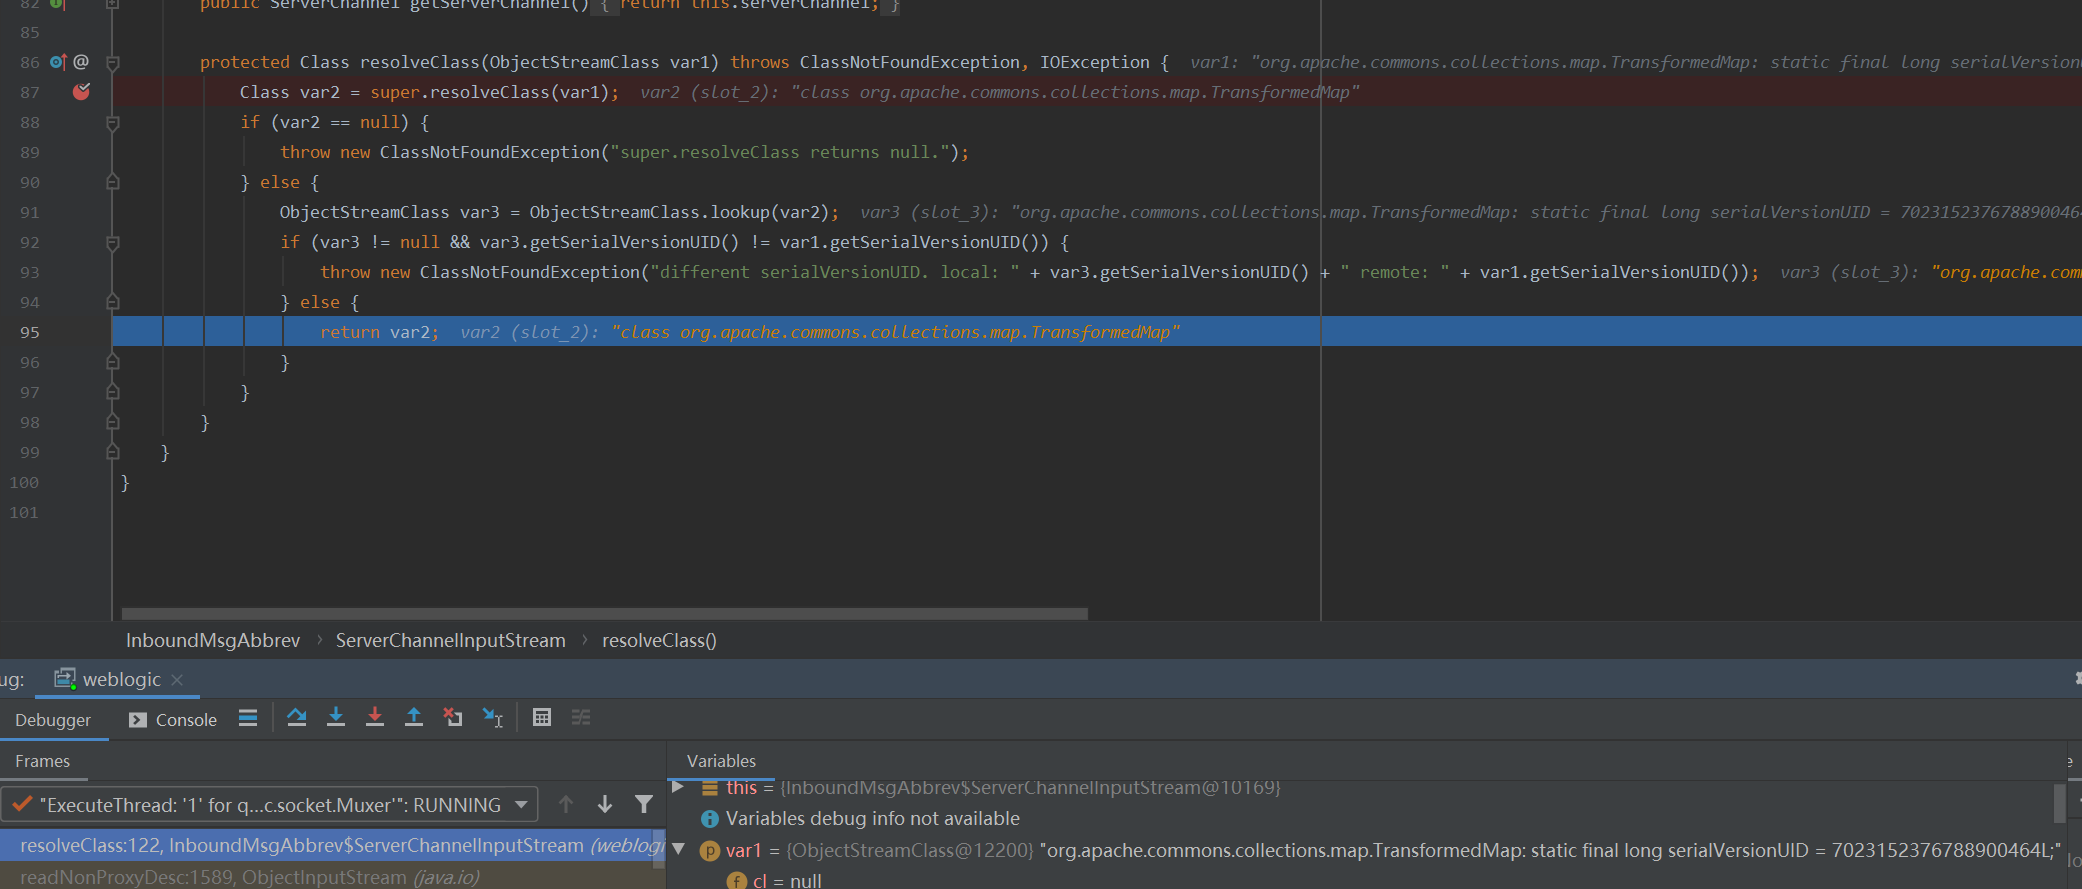 82 public ServerChannel getServerChannel() { return this.serverChannel; }
85
86 @ protected Class resolveClass(ObjectStreamClass var1) throws ClassNotFoundException, IOException { var1: "org.apache.commons.collections.map.TransformedMap: static final long serialVersionU
87 Class var2 = super.resolveClass(var1); var2 (slot_2): "class org.apache.commons.collections.map.TransformedMap"
88 if (var2 == null) {
89 throw new ClassNotFoundException("super.resolveClass returns null.");
90 } else {
91 ObjectStreamClass var3 = ObjectStreamClass.lookup(var2); var3 (slot_3): "org.apache.commons.collections.map.TransformedMap: static final long serialVersionUID = 7023152376788900464
92 if (var3 != null && var3.getSerialVersionUID() != var1.getSerialVersionUID()) {
93 throw new ClassNotFoundException("different serialVersionUID. local: " + var3.getSerialVersionUID() + " remote: " + var1.getSerialVersionUID()); var3 (slot_3): "org.apache.com
94 } else {
95 return var2; var2 (slot_2): "class org.apache.commons.collections.map.TransformedMap"
96 }
97 }
98 }
99 }
100 }
101
InboundMsgAbbrev › ServerChannelInputStream › resolveClass()
ug: weblogic ×
Debugger Console
Frames
Variables
"ExecuteThread: '1' for q...c.socket.Muxer'": RUNNING
resolveClass:122, InboundMsgAbbrev$ServerChannelInputStream (weblogi
readNonProxyDesc:1589, ObjectInputStream (java.io)
this = {InboundMsgAbbrev$ServerChannelInputStream@10169}
Variables debug info not available
var1 = {ObjectStreamClass@12200} "org.apache.commons.collections.map.TransformedMap: static final long serialVersionUID = 7023152376788900464L;"
cl = null